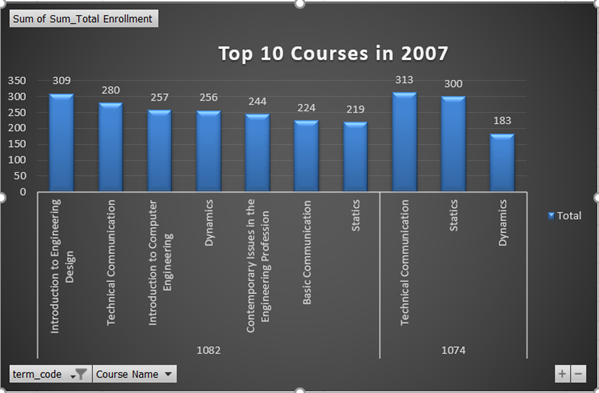 Sum of Sum_Total Enrollment
Top 10 Courses in 2007
350
300
250
200
150
100
50
0
309
280
257
256
244
224
219
313
300
183
Introduction to Engineering
Design
Technical Communication
Introduction to Computer
Engineering
Dynamics
Contemporary Issues in the
Engineering Profession
Basic Communication
Statics
Technical Communication
Statics
Dynamics
1082
1074
Total
term_code
Course Name